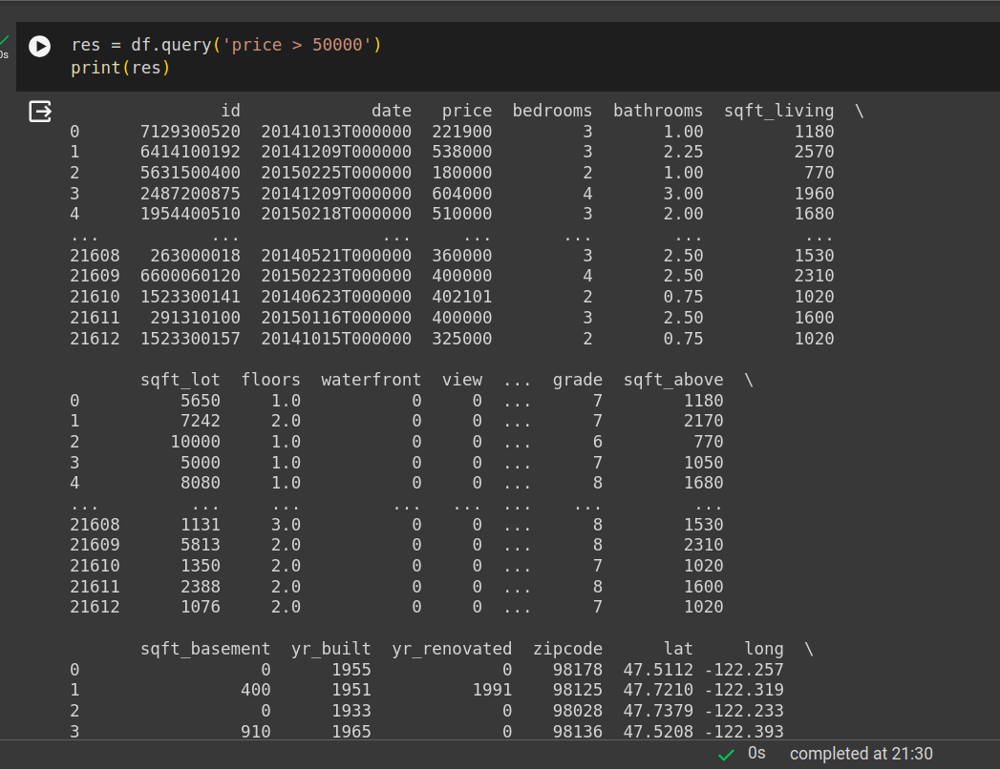 res = df.query('price > 50000')
0s
print(res)
id date price bedrooms bathrooms sqft_living \
0 7129300520 20141013T000000 221900 3 1.00 1180
1 6414100192 20141209T000000 538000 3 2.25 2570
2 5631500400 20150225T000000 180000 2 1.00 770
3 2487200875 20141209T000000 604000 4 3.00 1960
4 1954400510 20150218T000000 510000 3 2.00 1680
... ... ... ... ... ... ...
21608 263000018 20140521T000000 360000 3 2.50 1530
21609 6600060120 20150223T000000 400000 4 2.50 2310
21610 1523300141 20140623T000000 402101 2 0.75 1020
21611 291310100 20150116T000000 400000 3 2.50 1600
21612 1523300157 20141015T000000 325000 2 0.75 1020
sqft_lot floors waterfront view ... grade sqft_above \
0 5650 1.0 0 0 ... 7 1180
1 7242 2.0 0 0 ... 7 2170
2 10000 1.0 0 0 ... 6 770
3 5000 1.0 0 0 ... 7 1050
4 8080 1.0 0 0 ... 8 1680
... ... ... ... ... ... ... ...
21608 1131 3.0 0 0 ... 8 1530
21609 5813 2.0 0 0 ... 8 2310
21610 1350 2.0 0 0 ... 7 1020
21611 2388 2.0 0 0 ... 8 1600
21612 1076 2.0 0 0 ... 7 1020
sqft_basement yr_built yr_renovated zipcode lat long \
0 0 1955 0 98178 47.5112 -122.257
1 400 1951 1991 98125 47.7210 -122.319
2 0 1933 0 98028 47.7379 -122.233
3 910 1965 0 98136 47.5208 -122.393
0s completed at 21:30